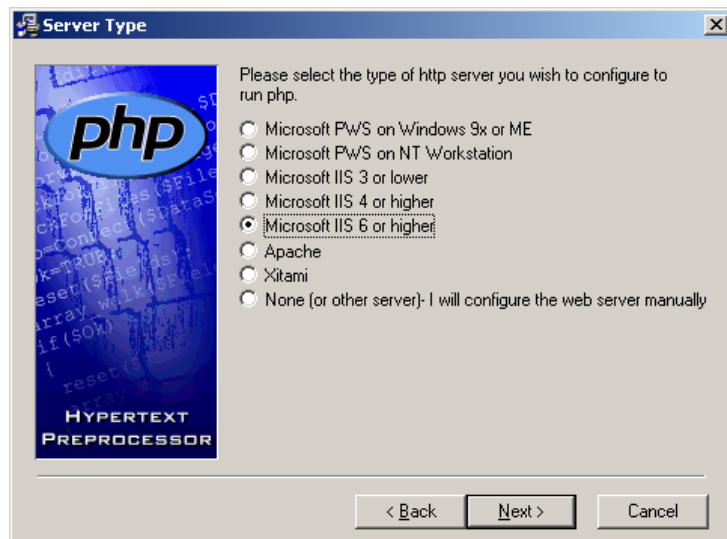 Server Type
Please select the type of http server you wish to configure to
run php.
Microsoft PWS on Windows 9x or ME
Microsoft PWS on NT Workstation
Microsoft IIS 3 or lower
Microsoft IIS 4 or higher
Microsoft IIS 6 or higher
Apache
Xitami
None (or other server)- I will configure the web server manually
php
if($Ok)
{
reset($
HYPERTEXT
PREPROCESSOR
< Back
Next >
Cancel